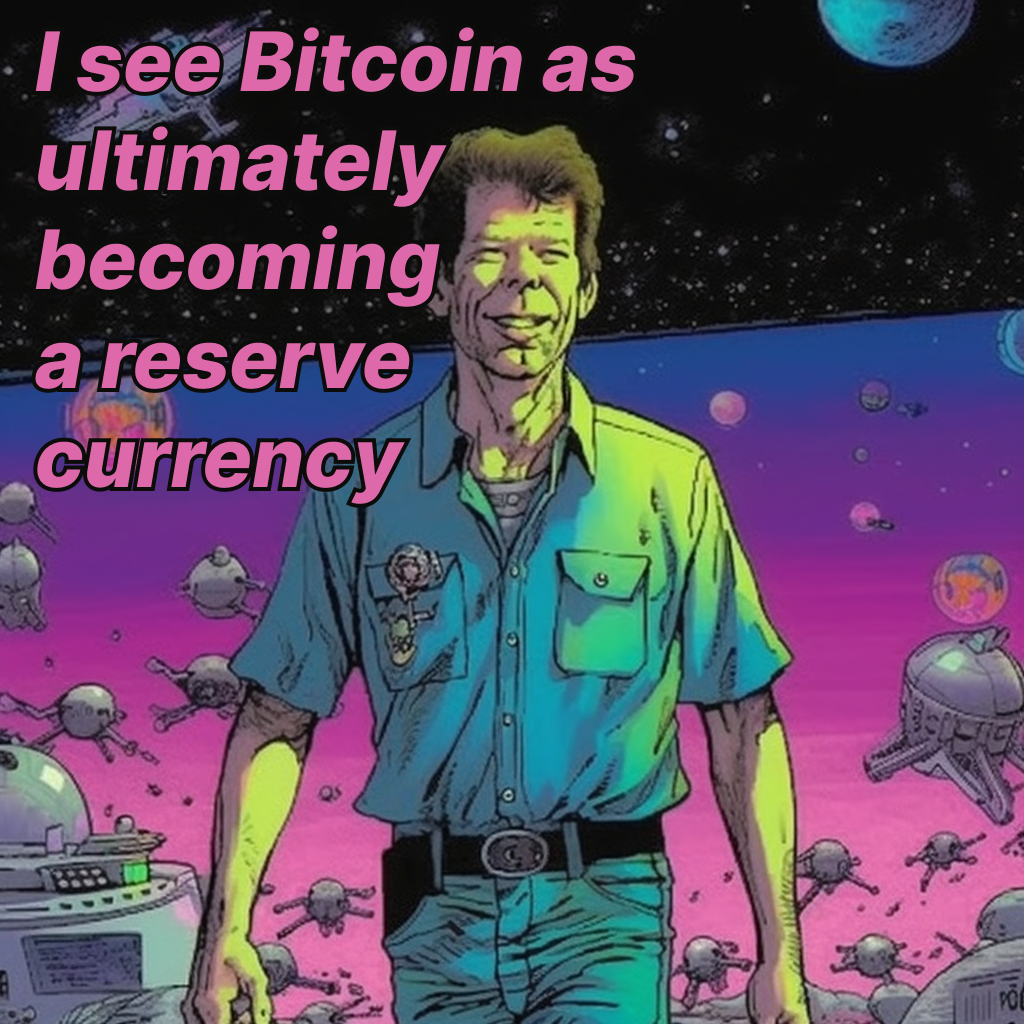 I see Bitcoin as
ultimately
becoming
a reserve
currency